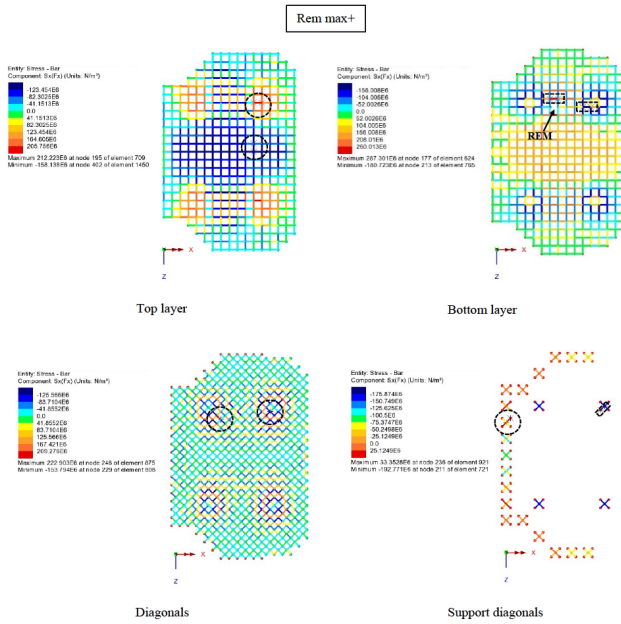 Rem max+
Entity: Stress - Bar
Component: Sx(Fx) (Units: N/m²)
-123.454E6
-82.3025E6
-41.1513E6
0.0
41.1513E6
82.3025E6
123.454E6
164.605E6
205.756E6
Maximum 212.223E6 at node 195 of element 709
Minimum -158.135E6 at node 402 of element 1450
X
Z
Top layer
Entity: Stress - Bar
Component: Sx(Fx) (Units: N/m²)
-156.008E6
-104.005E6
-52.0026E6
0.0
52.0026E6
104.005E6
156.008E6
208.01E6
260.013E6
Maximum 287.301E6 at node 177 of element 624
Minimum -180.723E6 at node 213 of element 765
REM
X
Z
Bottom layer
Entity: Stress - Bar
Component: Sx(Fx) (Units: N/m²)
-125.566E6
-83.7104E6
-41.8552E6
0.0
41.8552E6
83.7104E6
125.566E6
167.421E6
209.276E6
Maximum 222.903E6 at node 246 of element 875
Minimum -153.794E6 at node 229 of element
X
Z
Diagonals
Entity: Stress - Bar
Component: Sx(Fx) (Units: N/m²)
-175.874E6
-150.749E6
-125.625E6
-100.5E6
-75.3747E6
-50.2498E6
-25.1249E6
0.0
25.1249E6
Maximum 33.3528E6 at node 236 of element 921
Minimum -192.771E6 at node 211 of element 721
X
Z
Support diagonals